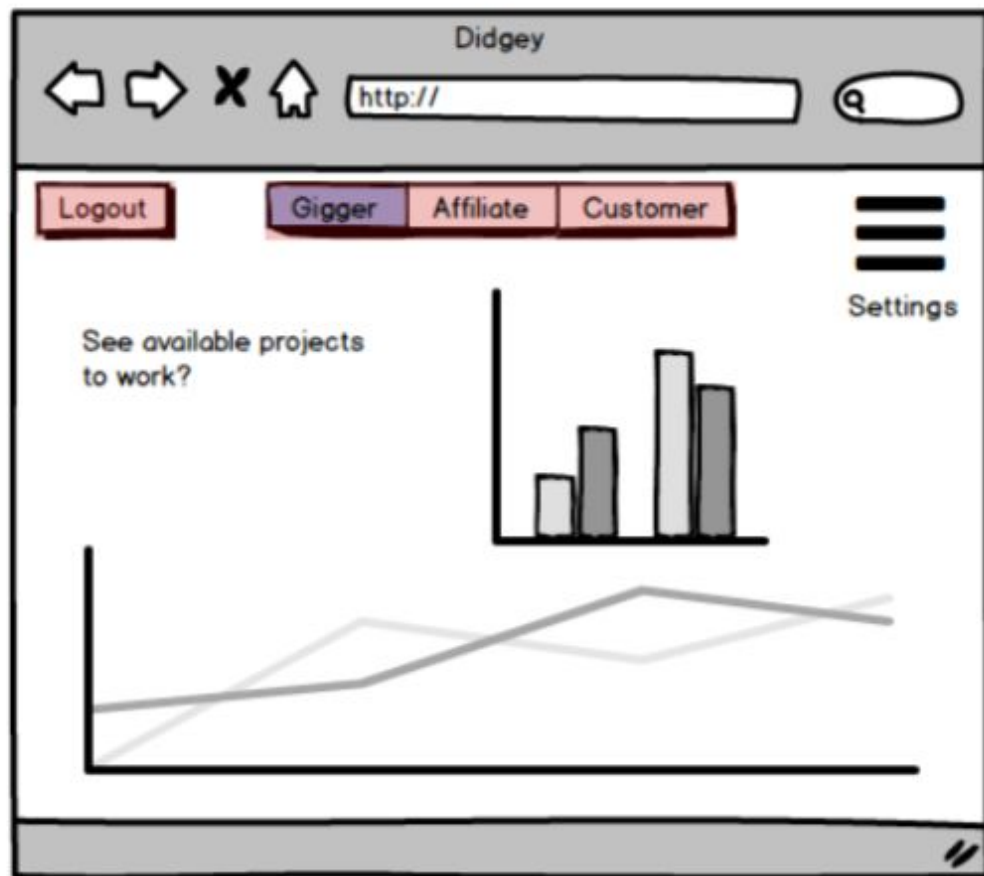 Didgey
http://
Logout
Gigger
Affiliate
Customer
Settings
See available projects
to work?